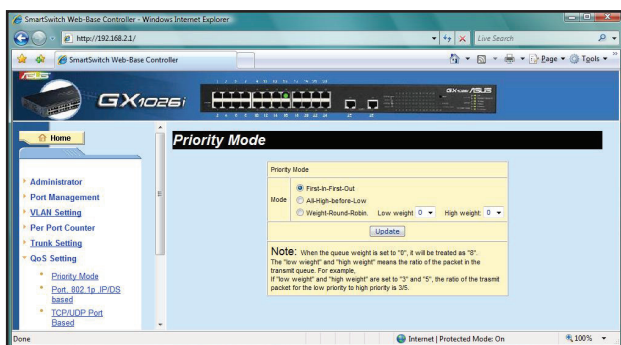 SmartSwitch Web-Base Controller - Windows Internet Explorer
http://192.168.2.1/
Live Search
SmartSwitch Web-Base Controller
Page
Tools
ASUS
GX1026i
ASUS
Home
Priority Mode
Administrator
Port Management
VLAN Setting
Per Port Counter
Trunk Setting
QoS Setting
Priority Mode
Port, 802.1p ,IP/DS
based
TCP/UDP Port
Based
Priority Mode
Mode
First-In-First-Out
All-High-before-Low
Weight-Round-Robin. Low weight: 0 High weight: 0
Update
Note: When the queue weight is set to "0", it will be treated as "8".
The "low weight" and "high weight" means the ratio of the packet in the
transmit queue. For example,
If "low weight" and "high weight" are set to "3" and "5", the ratio of the trasmit
packet for the low priority to high priority is 3/5.
Done
Internet | Protected Mode: On
100%